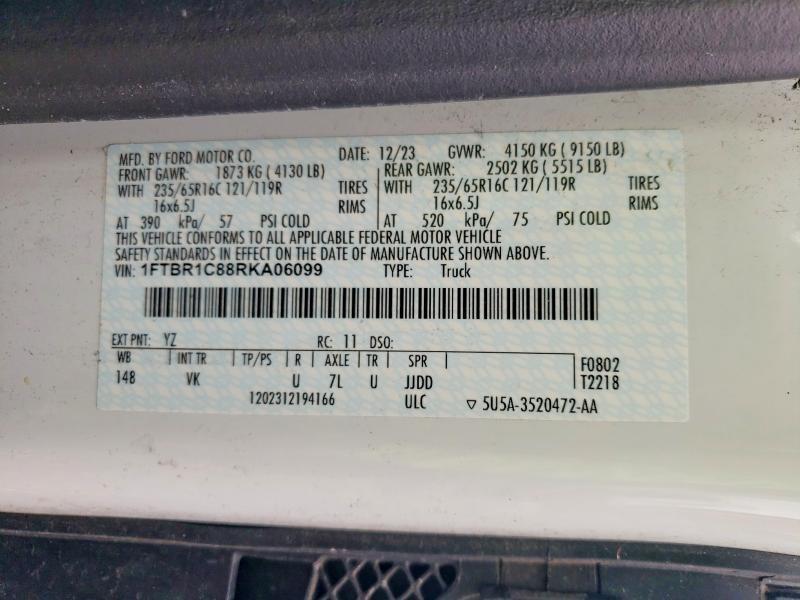 MFD. BY FORD MOTOR CO. DATE: 12/23 GVWR: 4150 KG ( 9150 LB)
FRONT GAWR: 1873 KG ( 4130 LB) REAR GAWR: 2502 KG ( 5515 LB)
WITH 235/65R16C 121/119R TIRES WITH 235/65R16C 121/119R TIRES
16x6.5J RIMS 16x6.5J RIMS
AT 390 kPa/ 57 PSI COLD AT 520 kPa/ 75 PSI COLD
THIS VEHICLE CONFORMS TO ALL APPLICABLE FEDERAL MOTOR VEHICLE
SAFETY STANDARDS IN EFFECT ON THE DATE OF MANUFACTURE SHOWN ABOVE.
VIN: 1FTBR1C88RKA06099 TYPE: Truck
EXT PNT: YZ RC: 11 DSO:
WB INT TR TP/PS R AXLE TR SPR F0802
148 VK U 7L U JJDD T2218
1202312194166 ULC ▽ 5U5A-3520472-AA